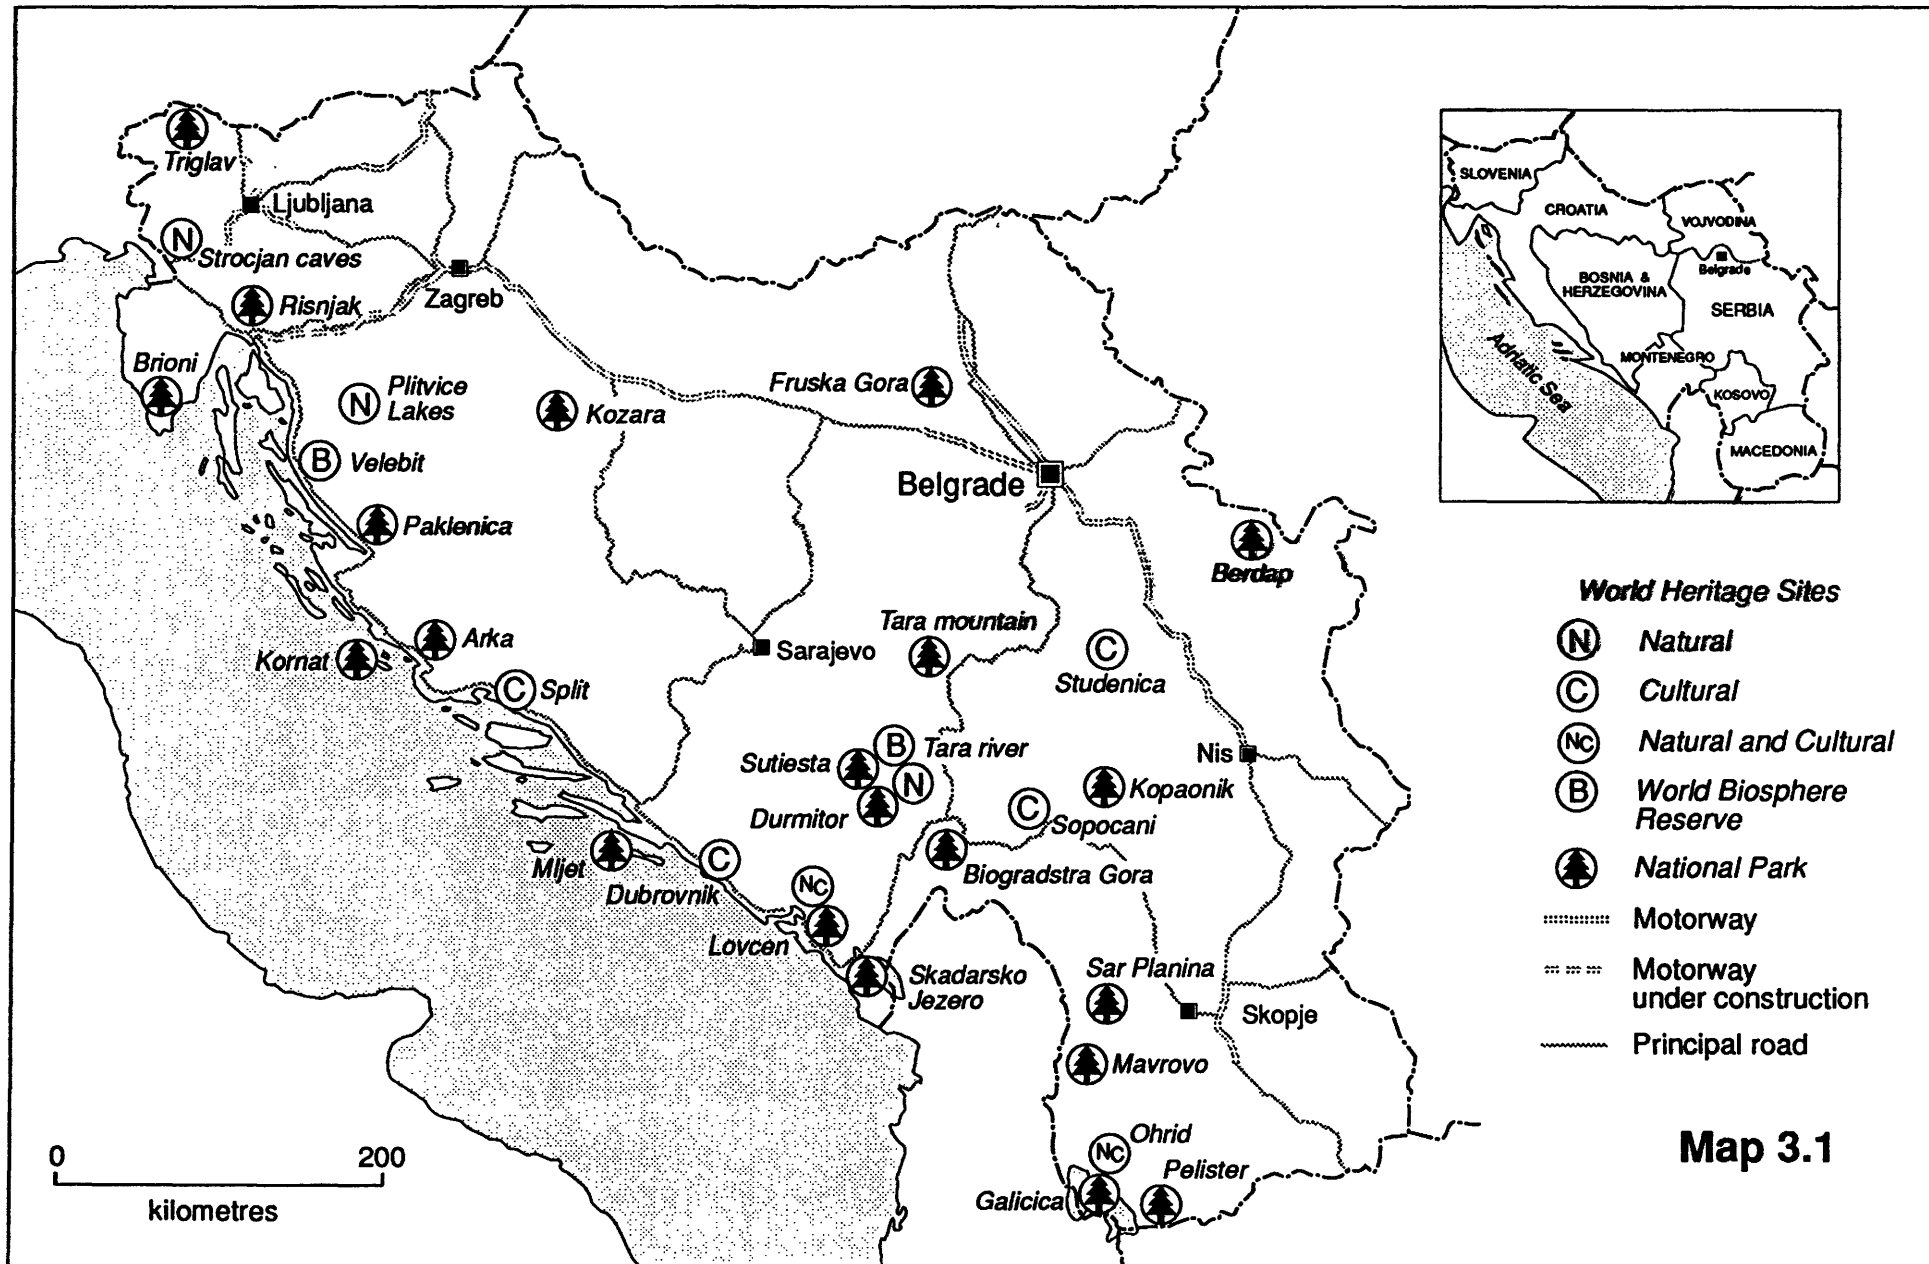 Triglav
Ljubljana
N
Strocjan caves
Zagreb
Risnjak
Brioni
N
Plitvice
Lakes
Kozara
Fruska Gora
B
Velebit
Belgrade
Paklenica
Berdap
Tara mountain
Arka
Kornat
Sarajevo
C
Studenica
C
Split
B
Tara river
Sutiesta
N
Nis
Durmitor
Kopaonik
C
Sopocani
Mljet
C
Dubrovnik
Biogradstra Gora
NC
Lovcen
Skadarsko
Jezero
Sar Planina
Skopje
Mavrovo
Ohrid
NC
Pelister
Galicica
0 200
kilometres
SLOVENIA
CROATIA
VOJVODINA
Belgrade
BOSNIA &
HERZEGOVINA
SERBIA
Adriatic Sea
MONTENEGRO
KOSOVO
MACEDONIA
World Heritage Sites
N Natural
C Cultural
NC Natural and Cultural
B World Biosphere
Reserve
National Park
Motorway
Motorway
under construction
Principal road
Map 3.1